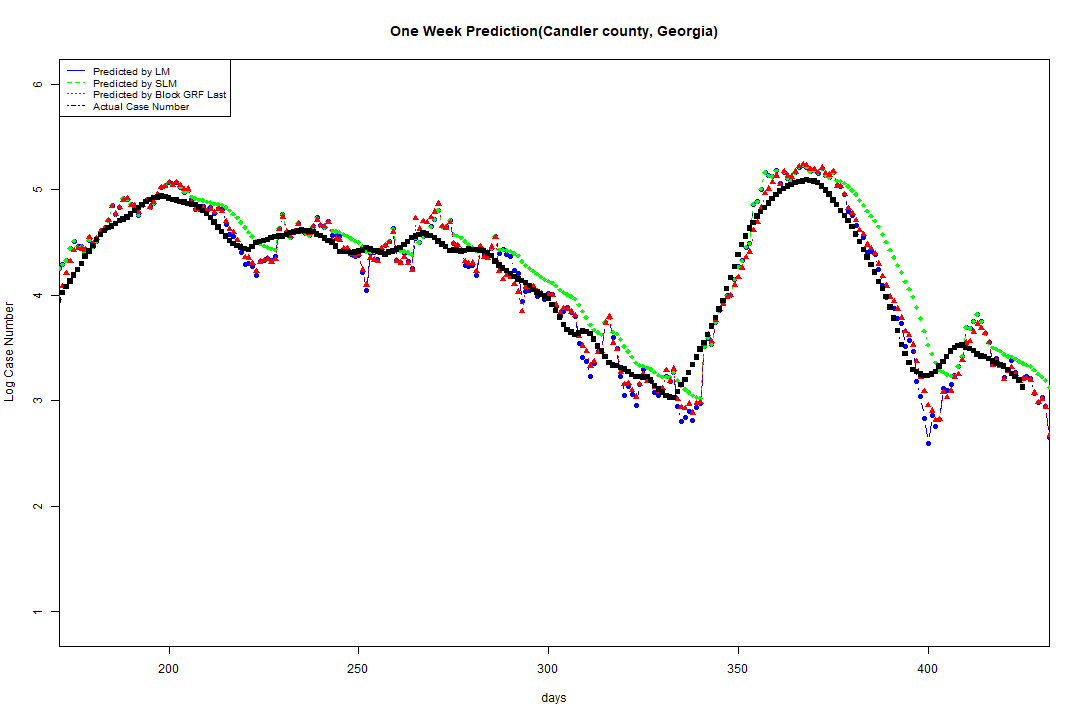 One Week Prediction(Candler county, Georgia)
Predicted by LM
Predicted by SLM
Predicted by Block GRF Last
Actual Case Number
6
5
4
3
2
1
Log Case Number
200
250
300
350
400
days